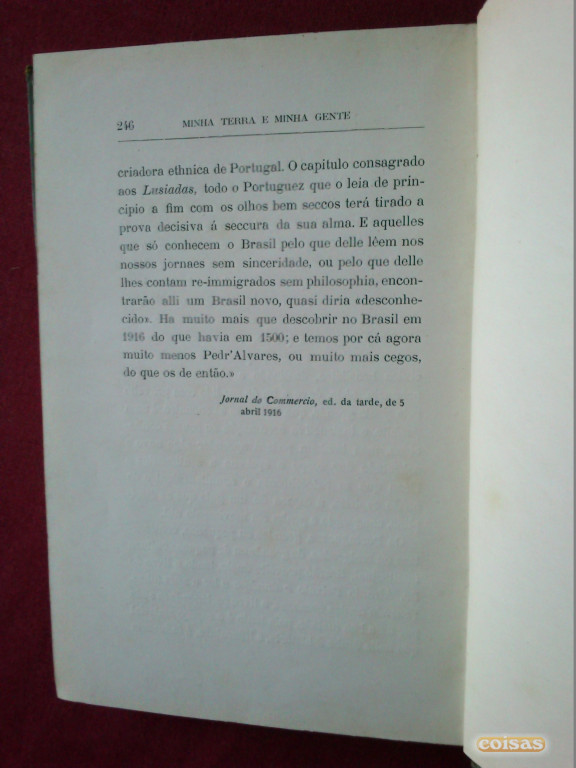 246 MINHA TERRA E MINHA GENTE
criadora ethnica de Portugal. O capitulo consagrado
aos Lusiadas, todo o Portuguez que o leia de prin-
cipio a fim com os olhos bem seccos terá tirado a
prova decisiva á seccura da sua alma. E aquelles
que só conhecem o Brasil pelo que delle lêem nos
nossos jornaes sem sinceridade, ou pelo que delle
lhes contam re-immigrados sem philosophia, encon-
trarão alli um Brasil novo, quasi diria «desconhe-
cido». Ha muito mais que descobrir no Brasil em
1916 do que havia em 1500; e temos por cá agora
muito menos Pedr'Alvares, ou muito mais cegos,
do que os de então.»
Jornal do Commercio, ed. da tarde, de 5
abril 1916
coisas